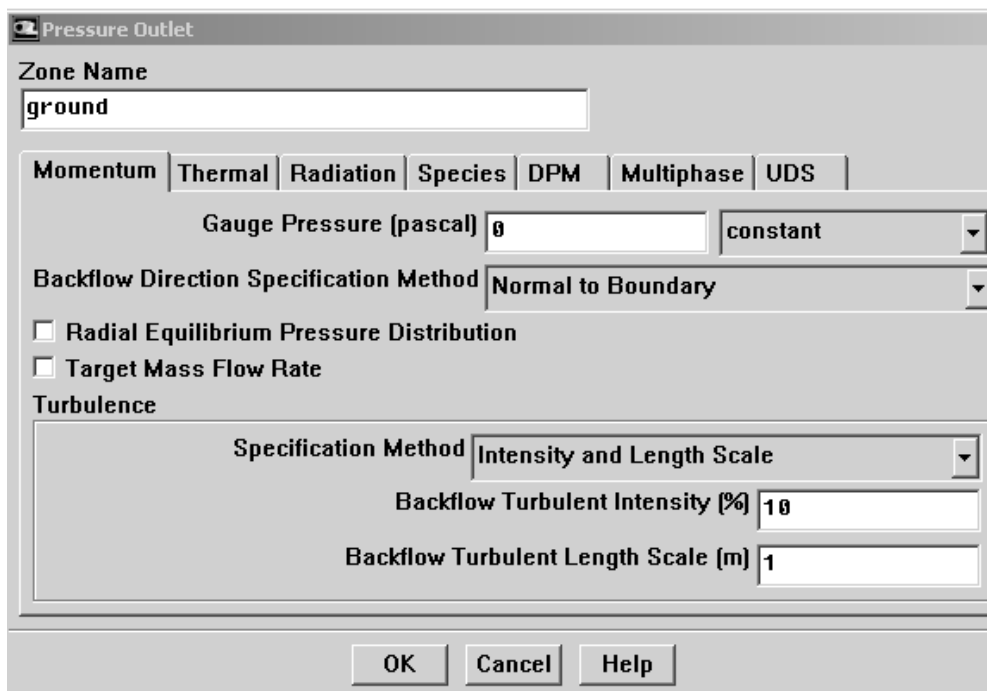 Pressure Outlet
Zone Name
ground
Momentum Thermal Radiation Species DPM Multiphase UDS
Gauge Pressure (pascal) 0 constant
Backflow Direction Specification Method Normal to Boundary
Radial Equilibrium Pressure Distribution
Target Mass Flow Rate
Turbulence
Specification Method Intensity and Length Scale
Backflow Turbulent Intensity (%) 10
Backflow Turbulent Length Scale (m) 1
OK Cancel Help